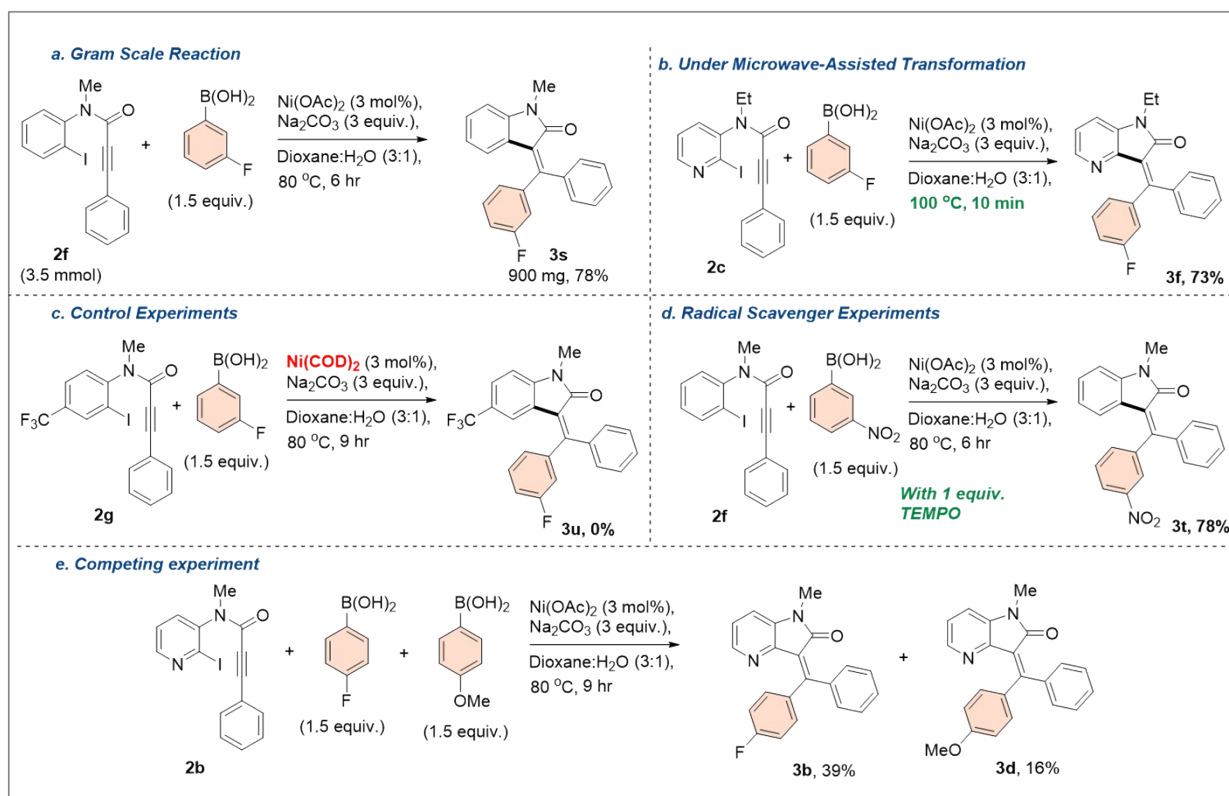 a. Gram Scale Reaction
Me
N
O
I
2f
(3.5 mmol)
+
B(OH)2
F
(1.5 equiv.)
Ni(OAc)2 (3 mol%),
Na2CO3 (3 equiv.),
Dioxane:H2O (3:1),
80 °C, 6 hr
Me
N
O
F
3s
900 mg, 78%
b. Under Microwave-Assisted Transformation
Et
N
O
N
I
2c
+
B(OH)2
F
(1.5 equiv.)
Ni(OAc)2 (3 mol%),
Na2CO3 (3 equiv.),
Dioxane:H2O (3:1),
100 °C, 10 min
Et
N
O
N
F
3f, 73%
c. Control Experiments
Me
N
O
F3C
I
2g
+
B(OH)2
F
(1.5 equiv.)
Ni(COD)2 (3 mol%),
Na2CO3 (3 equiv.),
Dioxane:H2O (3:1),
80 °C, 9 hr
Me
N
O
F3C
F
3u, 0%
d. Radical Scavenger Experiments
Me
N
O
I
2f
+
B(OH)2
NO2
(1.5 equiv.)
Ni(OAc)2 (3 mol%),
Na2CO3 (3 equiv.),
Dioxane:H2O (3:1),
80 °C, 6 hr
With 1 equiv.
TEMPO
Me
N
O
NO2
3t, 78%
e. Competing experiment
Me
N
O
N
I
2b
+
B(OH)2
F
(1.5 equiv.)
+
B(OH)2
OMe
(1.5 equiv.)
Ni(OAc)2 (3 mol%),
Na2CO3 (3 equiv.),
Dioxane:H2O (3:1),
80 °C, 9 hr
Me
N
O
N
F
3b, 39%
+
Me
N
O
N
MeO
3d, 16%